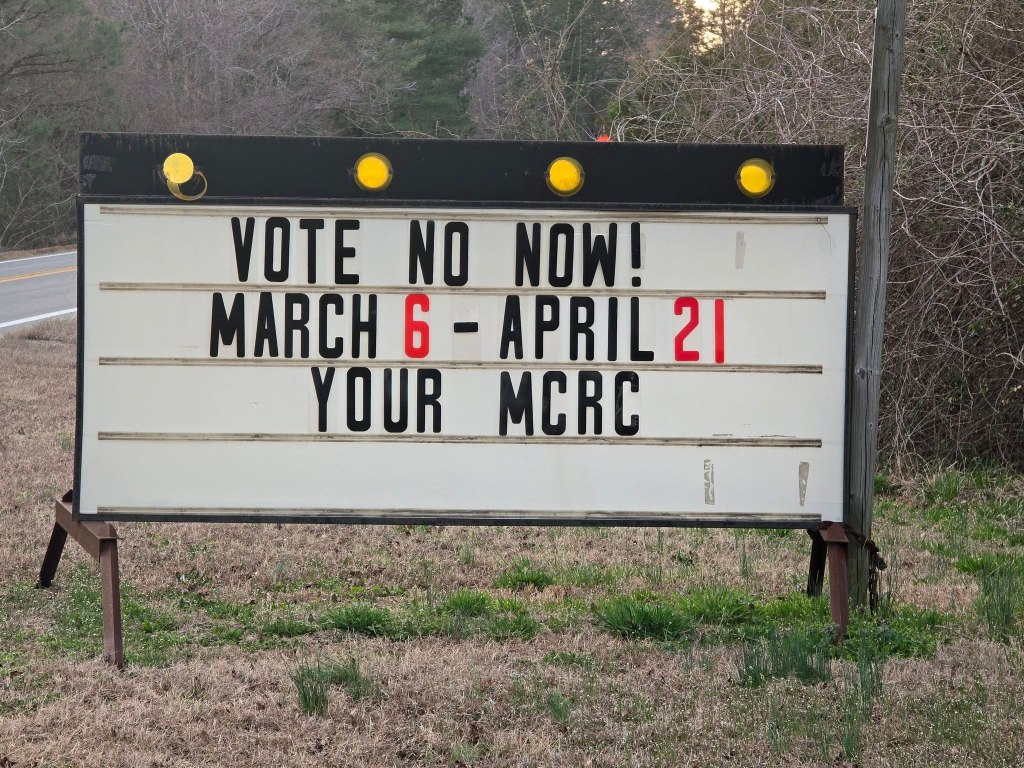 VOTE NO NOW!
MARCH 6 - APRIL 21
YOUR MCRC